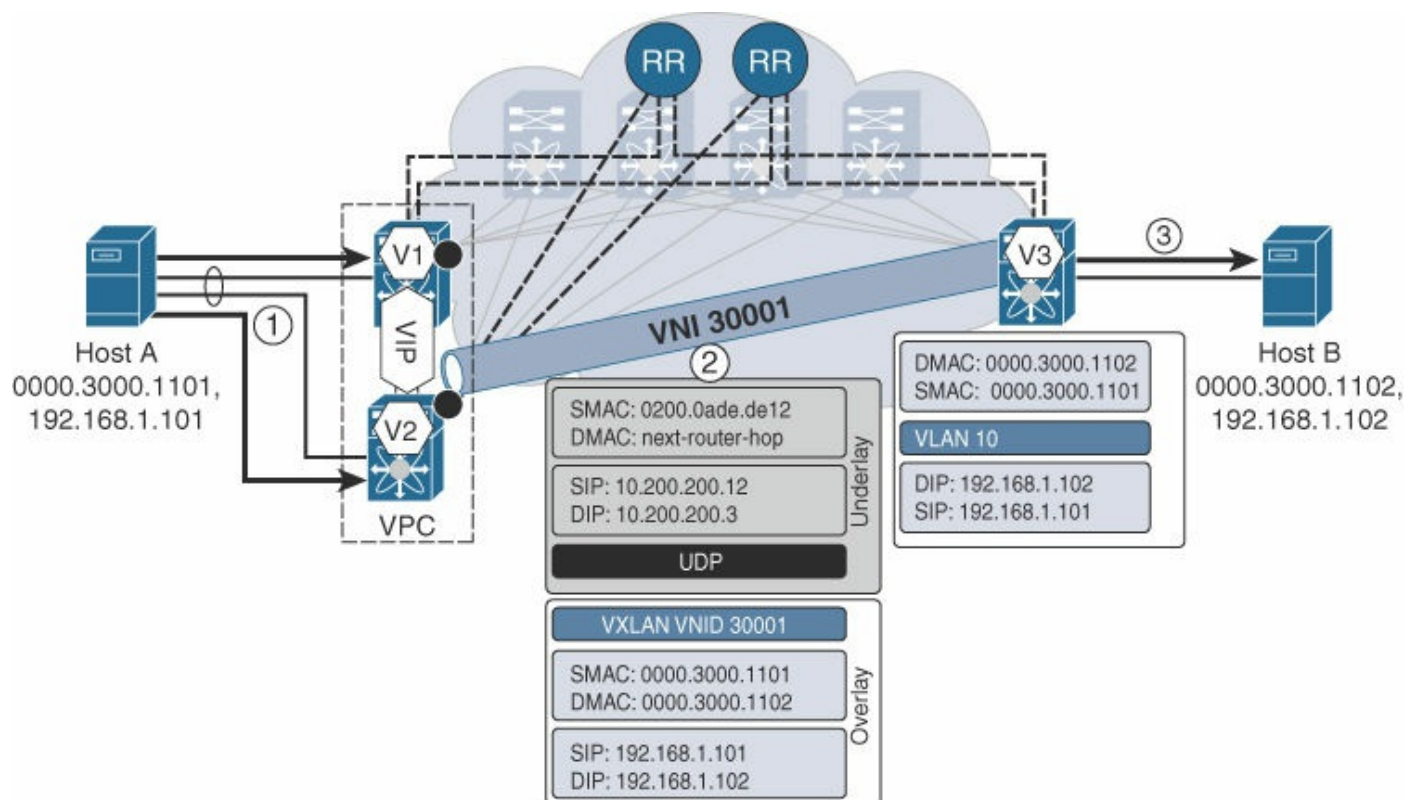 RR
RR
V1
VIP
V2
VPC
1
Host A
0000.3000.1101,
192.168.1.101
VNI 30001
2
V3
3
Host B
0000.3000.1102,
192.168.1.102
SMAC: 0200.0ade.de12
DMAC: next-router-hop
SIP: 10.200.200.12
DIP: 10.200.200.3
UDP
Underlay
VXLAN VNID 30001
SMAC: 0000.3000.1101
DMAC: 0000.3000.1102
SIP: 192.168.1.101
DIP: 192.168.1.102
Overlay
DMAC: 0000.3000.1102
SMAC: 0000.3000.1101
VLAN 10
DIP: 192.168.1.102
SIP: 192.168.1.101